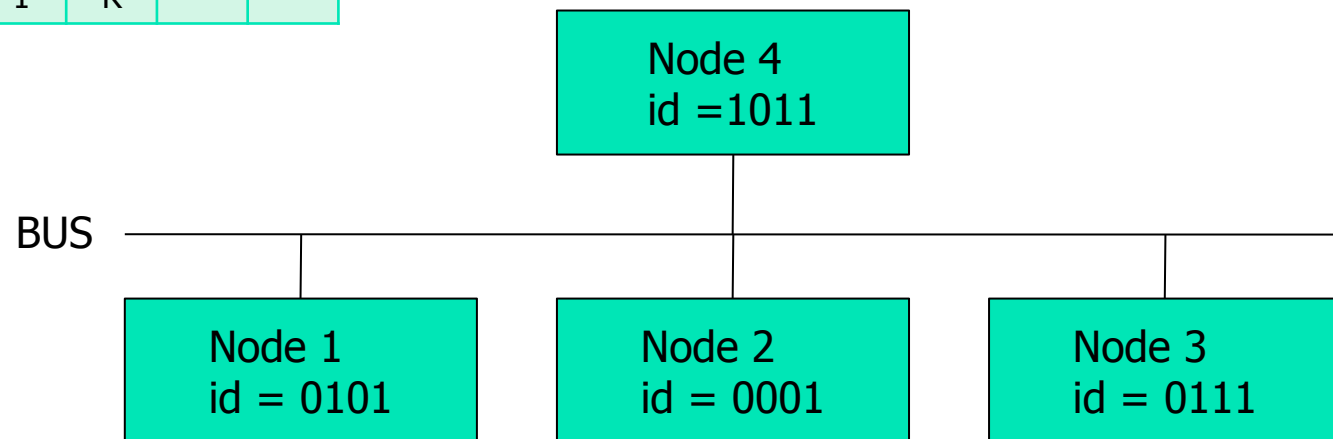 Node 4
id =1011
BUS
Node 1
id = 0101
Node 2
id = 0001
Node 3
id = 0111